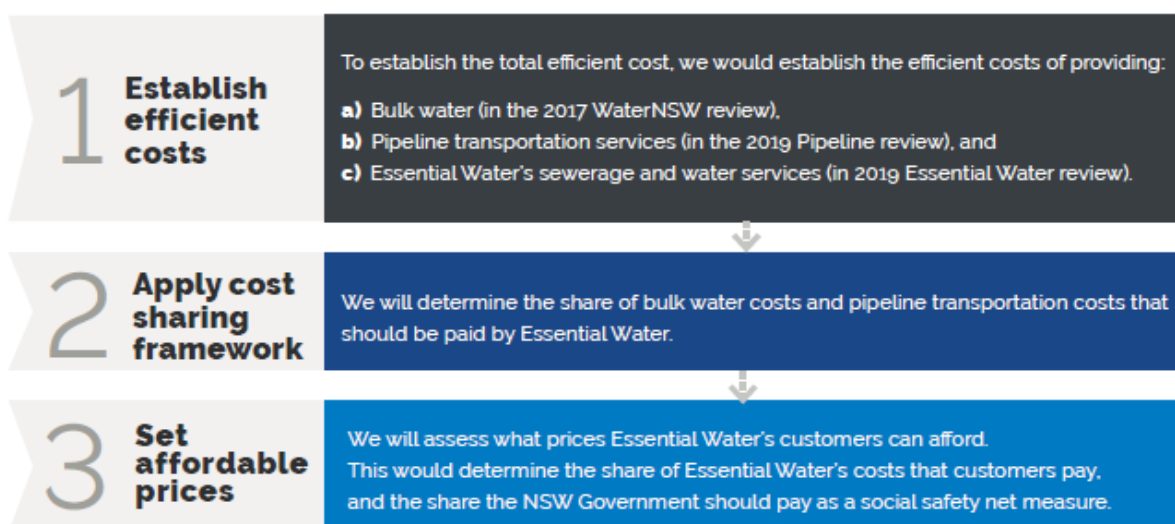 1
Establish
efficient
costs
To establish the total efficient cost, we would establish the efficient costs of providing:
a) Bulk water (in the 2017 WaterNSW review),
b) Pipeline transportation services (in the 2019 Pipeline review), and
c) Essential Water's sewerage and water services (in 2019 Essential Water review).
2
Apply cost
sharing
framework
We will determine the share of bulk water costs and pipeline transportation costs that
should be paid by Essential Water.
3
Set
affordable
prices
We will assess what prices Essential Water's customers can afford.
This would determine the share of Essential Water's costs that customers pay,
and the share the NSW Government should pay as a social safety net measure.